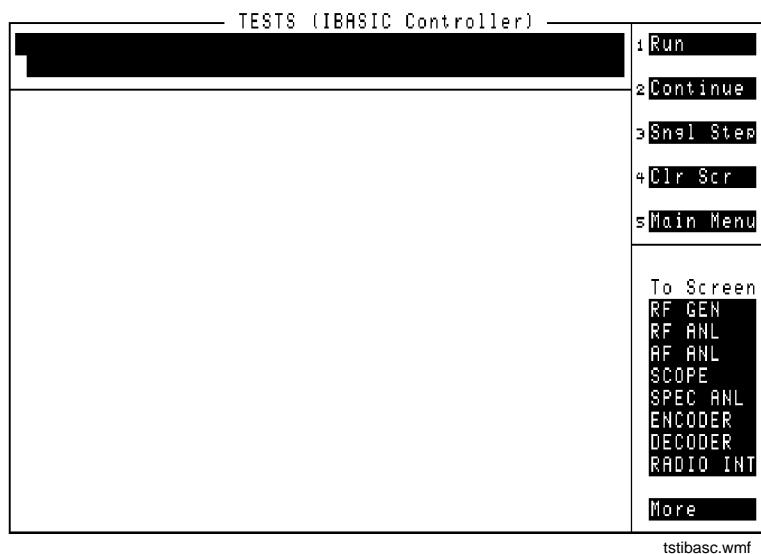 TESTS (IBASIC Controller)
1 Run
2 Continue
3 Sngl Step
4 Clr Scr
5 Main Menu
To Screen
RF GEN
RF ANL
AF ANL
SCOPE
SPEC ANL
ENCODER
DECODER
RADIO INT
More
tstibasc.wmf